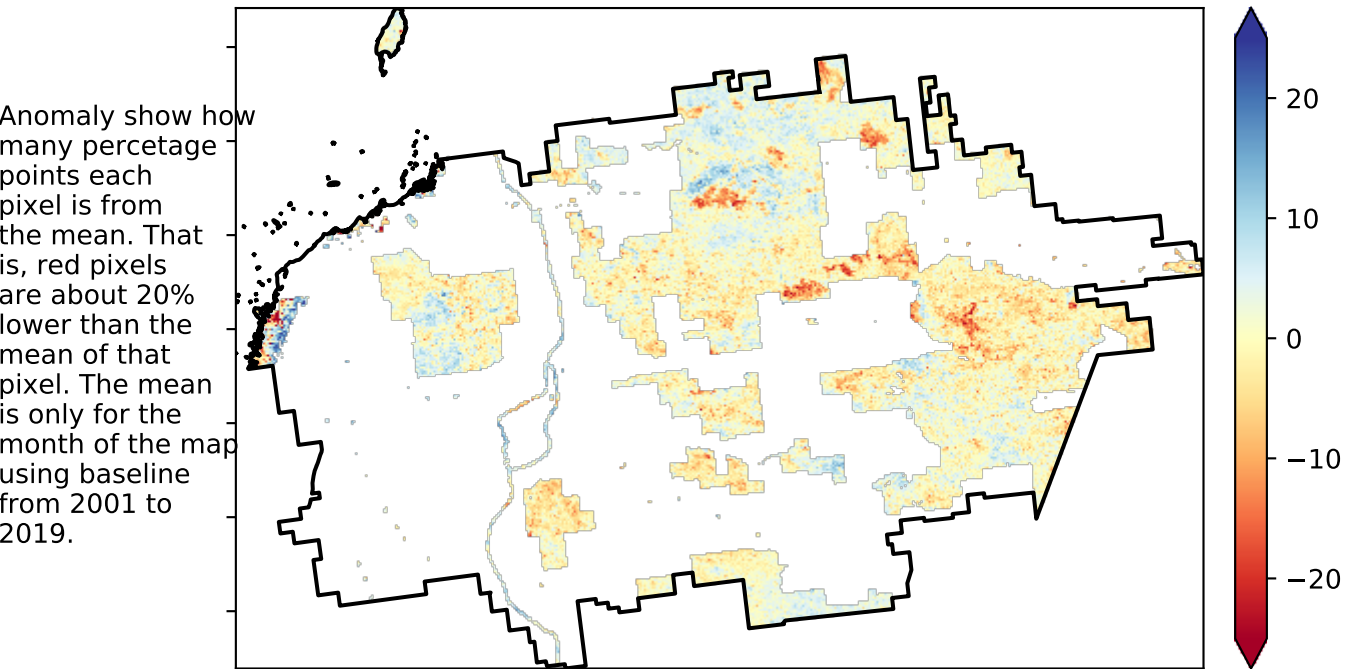 Anomaly show how
many percetage
points each
pixel is from
the mean. That
is, red pixels
are about 20%
lower than the
mean of that
pixel. The mean
is only for the
month of the map
using baseline
from 2001 to
2019.
20
10
0
−10
−20